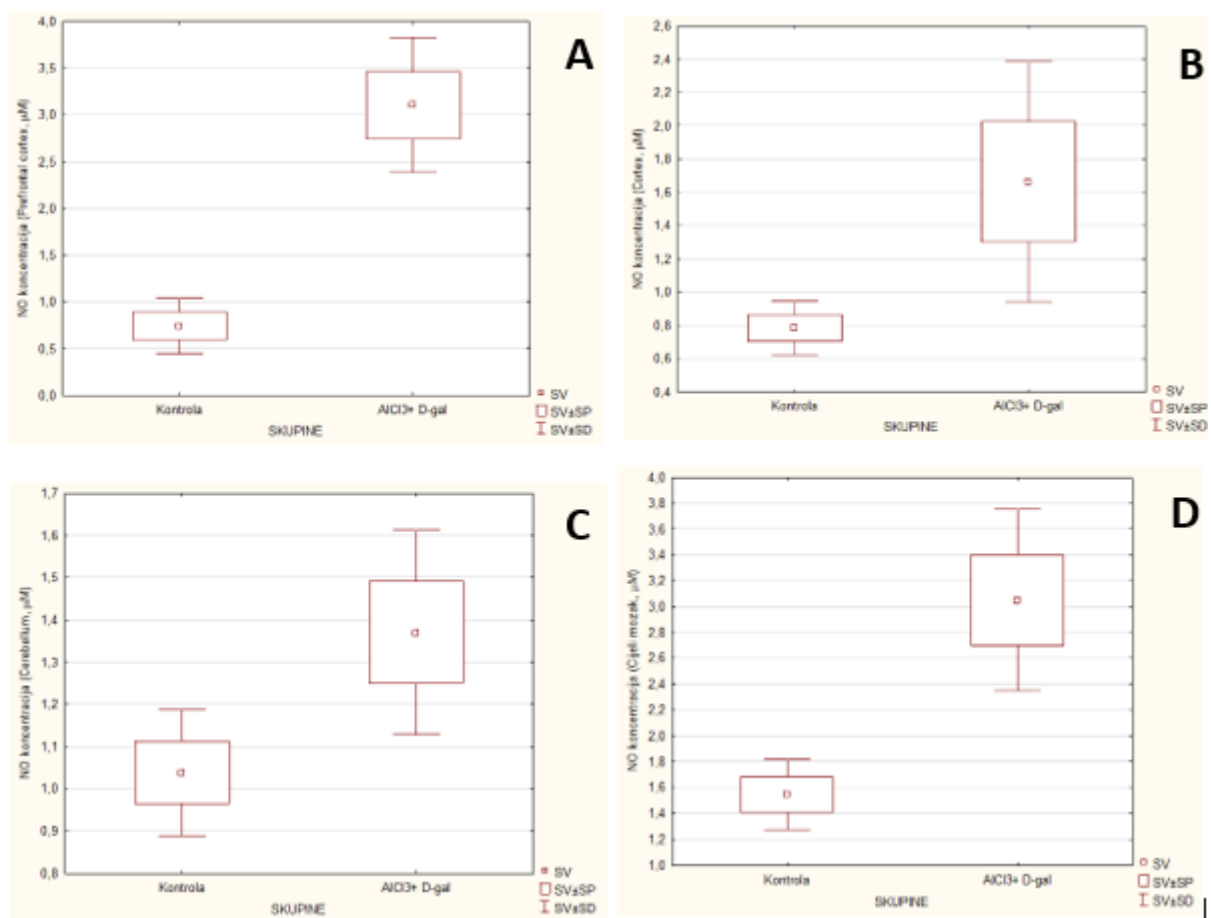 A
NO koncentracija (Prefrontal cortex, µM)
4,0
3,5
3,0
2,5
2,0
1,5
1,0
0,5
0,0
Kontrola
AlCl3+ D-gal
SKUPINE
SV
SV±SP
SV±SD
B
NO koncentracija (Cortex, µM)
2,6
2,4
2,2
2,0
1,8
1,6
1,4
1,2
1,0
0,8
0,6
0,4
Kontrola
AlCl3+ D-gal
SKUPINE
SV
SV±SP
SV±SD
C
NO koncentracija (Cerebellum, µM)
1,7
1,6
1,5
1,4
1,3
1,2
1,1
1,0
0,9
0,8
Kontrola
AlCl3+ D-gal
SKUPINE
SV
SV±SP
SV±SD
D
NO koncentracija (Cijeli mozak, µM)
4,0
3,8
3,6
3,4
3,2
3,0
2,8
2,6
2,4
2,2
2,0
1,8
1,6
1,4
1,2
1,0
Kontrola
AlCl3+ D-gal
SKUPINE
SV
SV±SP
SV±SD